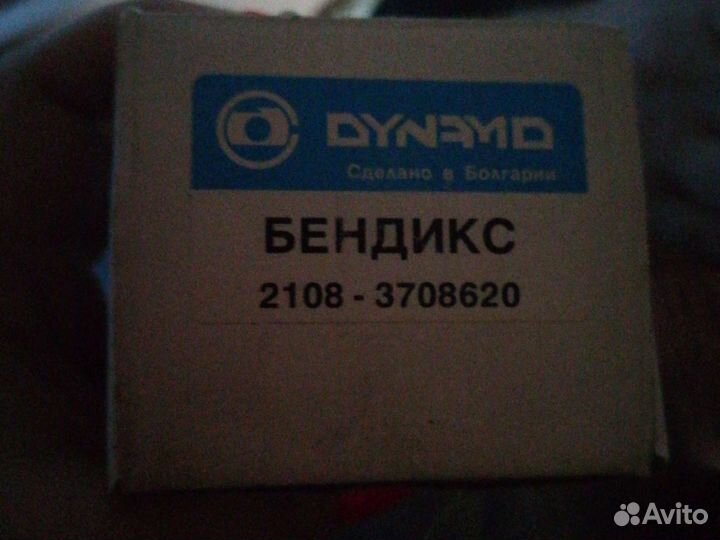 DYNAMO
Сделано в Болгарии
БЕНДИКС
2108 - 3708620
Avito